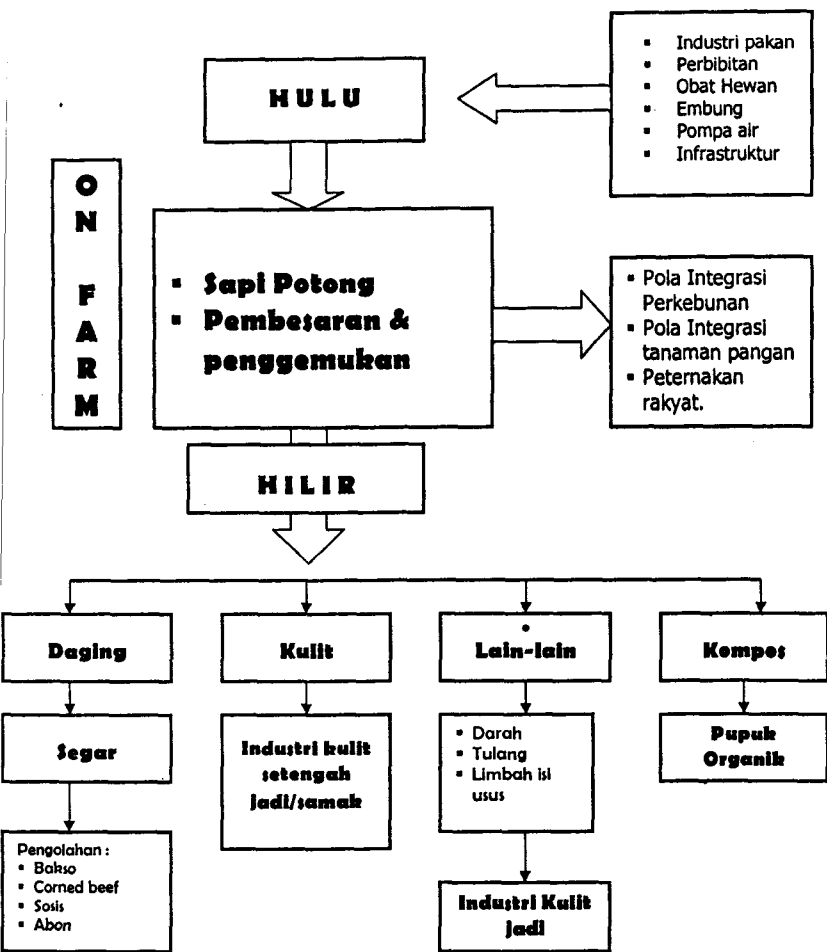 HULU
▪ Industri pakan
▪ Perbibitan
▪ Obat Hewan
▪ Embung
▪ Pompa air
▪ Infrastruktur
ON FARM
▪ Sapi Potong
▪ Pembesaran &
penggemukan
▪ Pola Integrasi
Perkebunan
▪ Pola Integrasi
tanaman pangan
▪ Peternakan
rakyat.
HILIR
Daging
Kulit
Lain-lain
Kompos
Segar
Industri kulit
setengah
jadi/samak
▪ Darah
▪ Tulang
▪ Limbah isi
usus
Pupuk
Organik
Pengolahan :
▪ Bakso
▪ Corned beef
▪ Sosis
▪ Abon
Industri Kulit
jadi